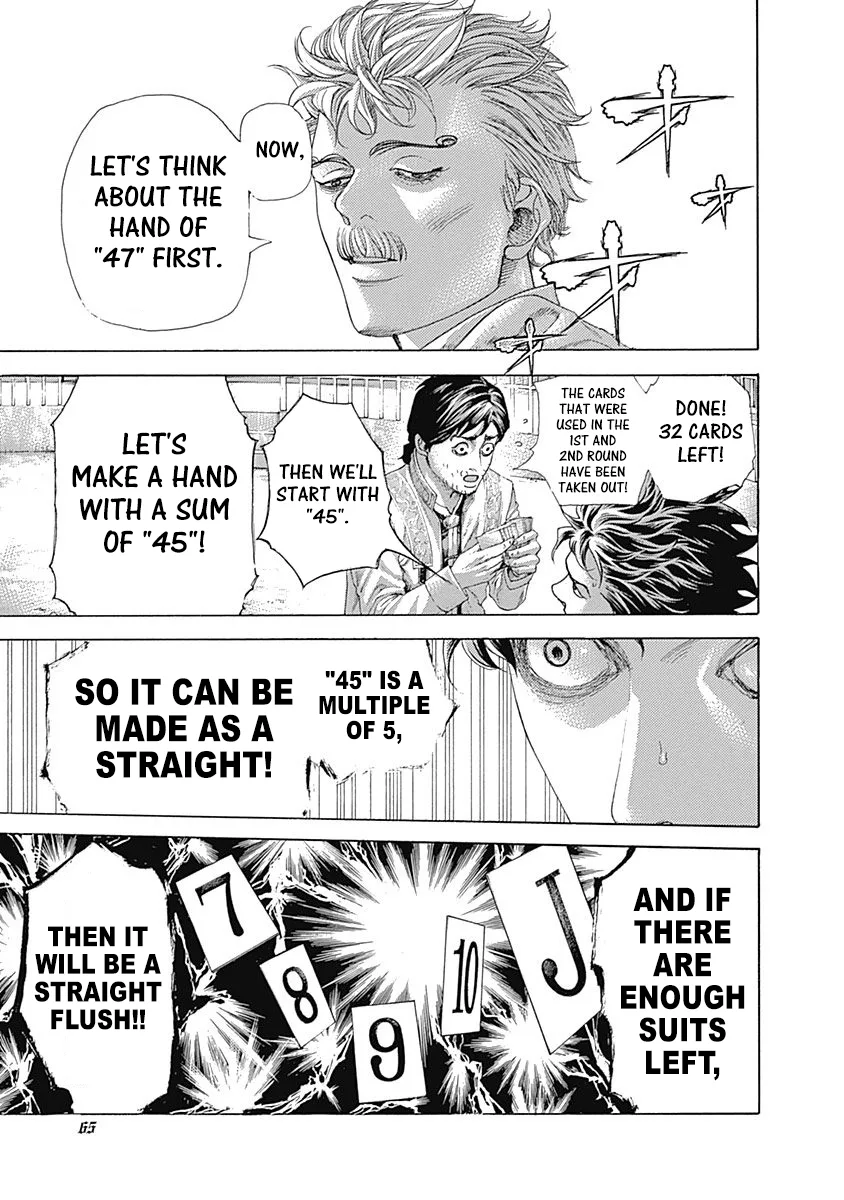 NOW,
LET'S THINK
ABOUT THE
HAND OF
"47" FIRST.
DONE!
32 CARDS
LEFT!
THE CARDS
THAT WERE
USED IN THE
1ST AND
2ND ROUND
HAVE BEEN
TAKEN OUT!
THEN WE'LL
START WITH
"45".
LET'S
MAKE A HAND
WITH A SUM
OF "45"!
"45" IS A
MULTIPLE
OF 5,
SO IT CAN BE
MADE AS A
STRAIGHT!
AND IF
THERE
ARE
ENOUGH
SUITS
LEFT,
7
8
9
10
J
THEN IT
WILL BE A
STRAIGHT
FLUSH!!
65